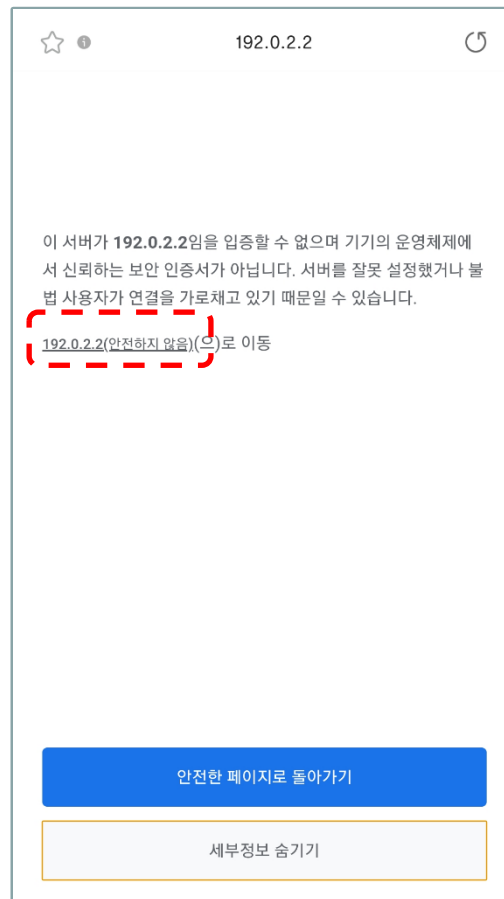 192.0.2.2
이 서버가 192.0.2.2임을 입증할 수 없으며 기기의 운영체제에
서 신뢰하는 보안 인증서가 아닙니다. 서버를 잘못 설정했거나 불
법 사용자가 연결을 가로채고 있기 때문일 수 있습니다.
192.0.2.2(안전하지 않음)(으)로 이동
안전한 페이지로 돌아가기
세부정보 숨기기